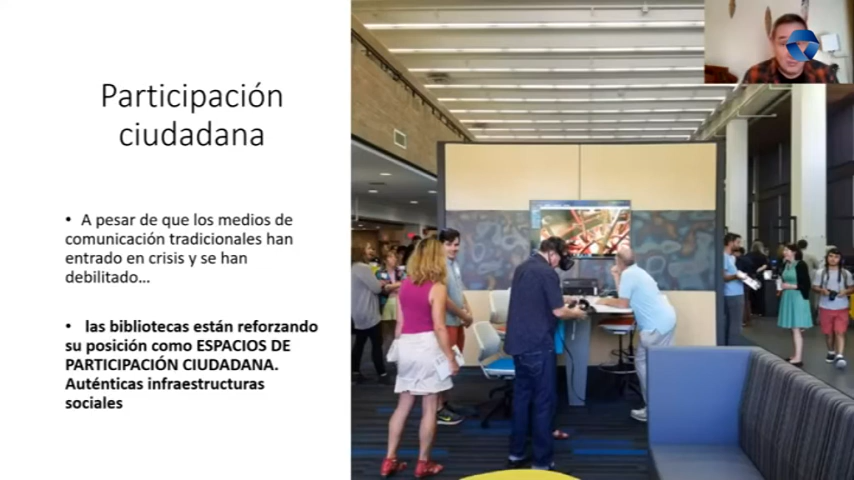 Participación
ciudadana
• A pesar de que los medios de
comunicación tradicionales han
entrado en crisis y se han
debilitado...
• las bibliotecas están reforzando
su posición como ESPACIOS DE
PARTICIPACIÓN CIUDADANA.
Auténticas infraestructuras
sociales